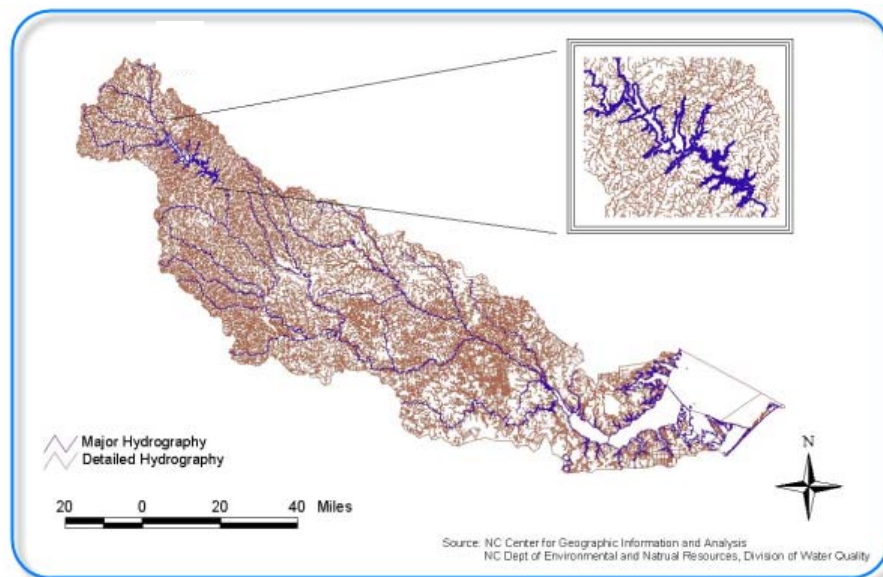 Major Hydrography
Detailed Hydrography
20 0 20 40 Miles
N
Source: NC Center for Geographic Information and Analysis
NC Dept of Environmental and Natrual Resources, Division of Water Quality